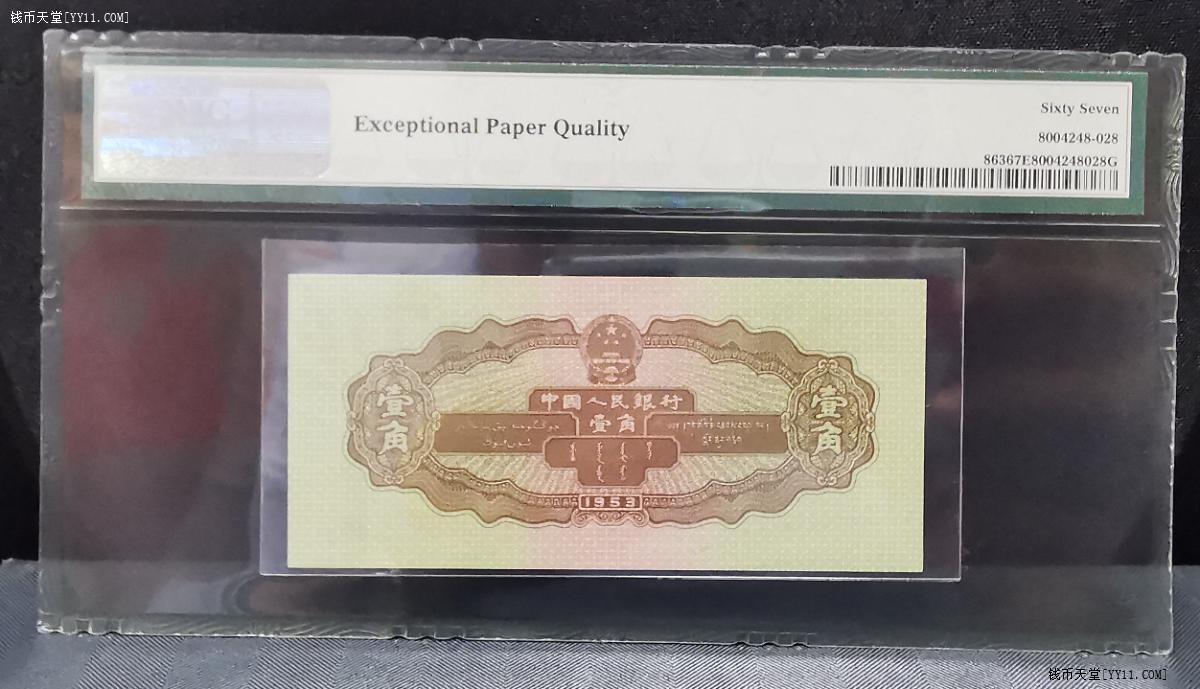 钱币天堂[YY11.COM]
Exceptional Paper Quality
Sixty Seven
8004248-028
86367E8004248028G
中國人民銀行
壹角
壹角
壹角
1953
钱币天堂[YY11.COM]